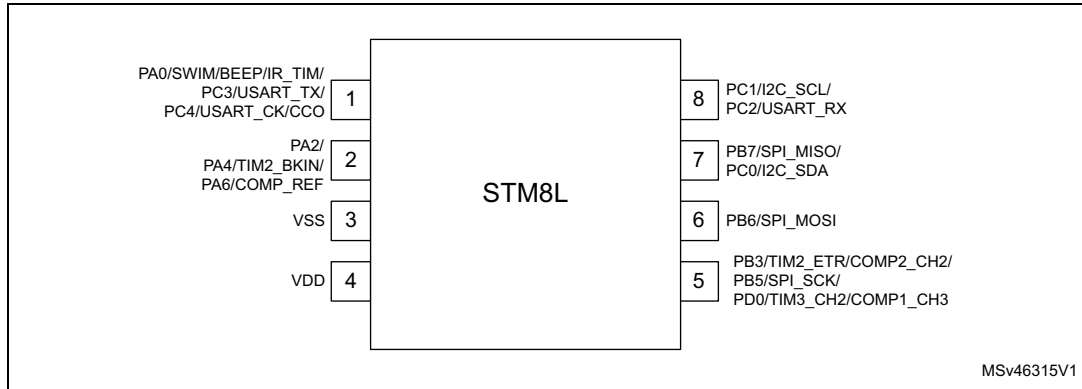 PA0/SWIM/BEEP/IR_TIM/
PC3/USART_TX/
PC4/USART_CK/CCO
1
PA2/
PA4/TIM2_BKIN/
PA6/COMP_REF
2
VSS
3
VDD
4
STM8L
8
PC1/I2C_SCL/
PC2/USART_RX
7
PB7/SPI_MISO/
PC0/I2C_SDA
6
PB6/SPI_MOSI
5
PB3/TIM2_ETR/COMP2_CH2/
PB5/SPI_SCK/
PD0/TIM3_CH2/COMP1_CH3
MSv46315V1